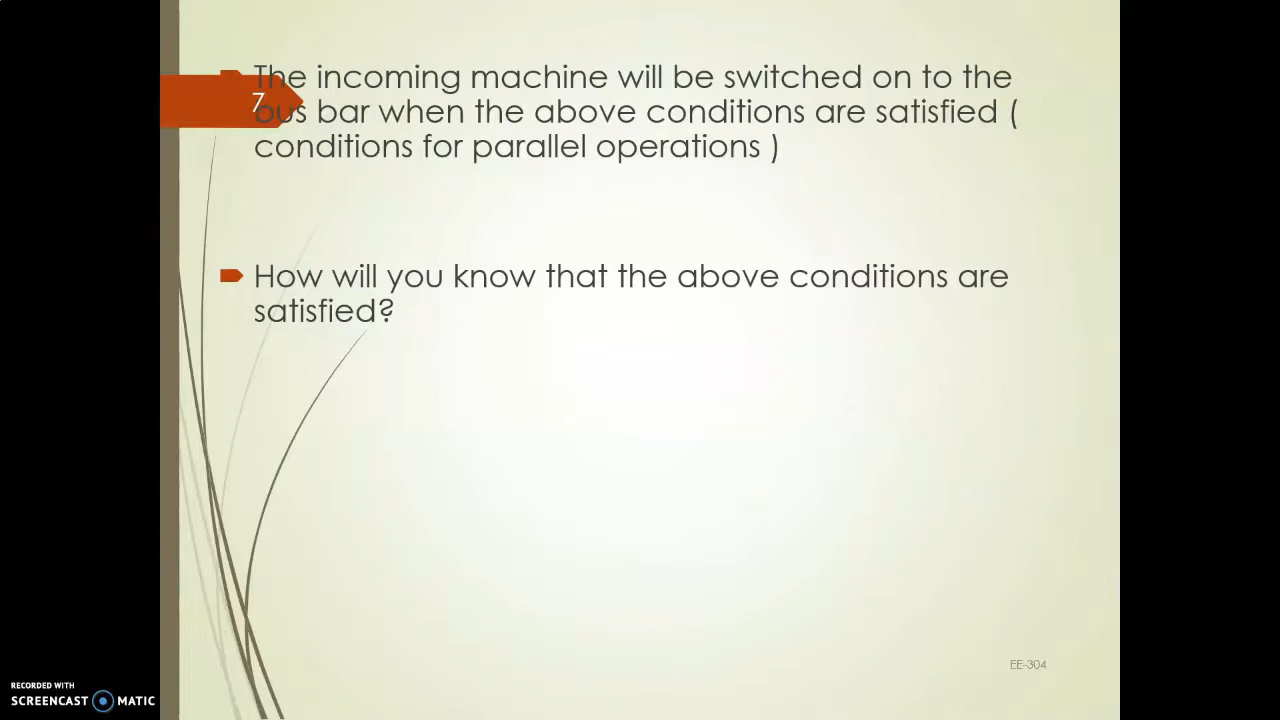 The incoming machine will be switched on to the
7
bus bar when the above conditions are satisfied (
conditions for parallel operations )
How will you know that the above conditions are
satisfied?
EE-304
RECORDED WITH
SCREENCAST MATIC